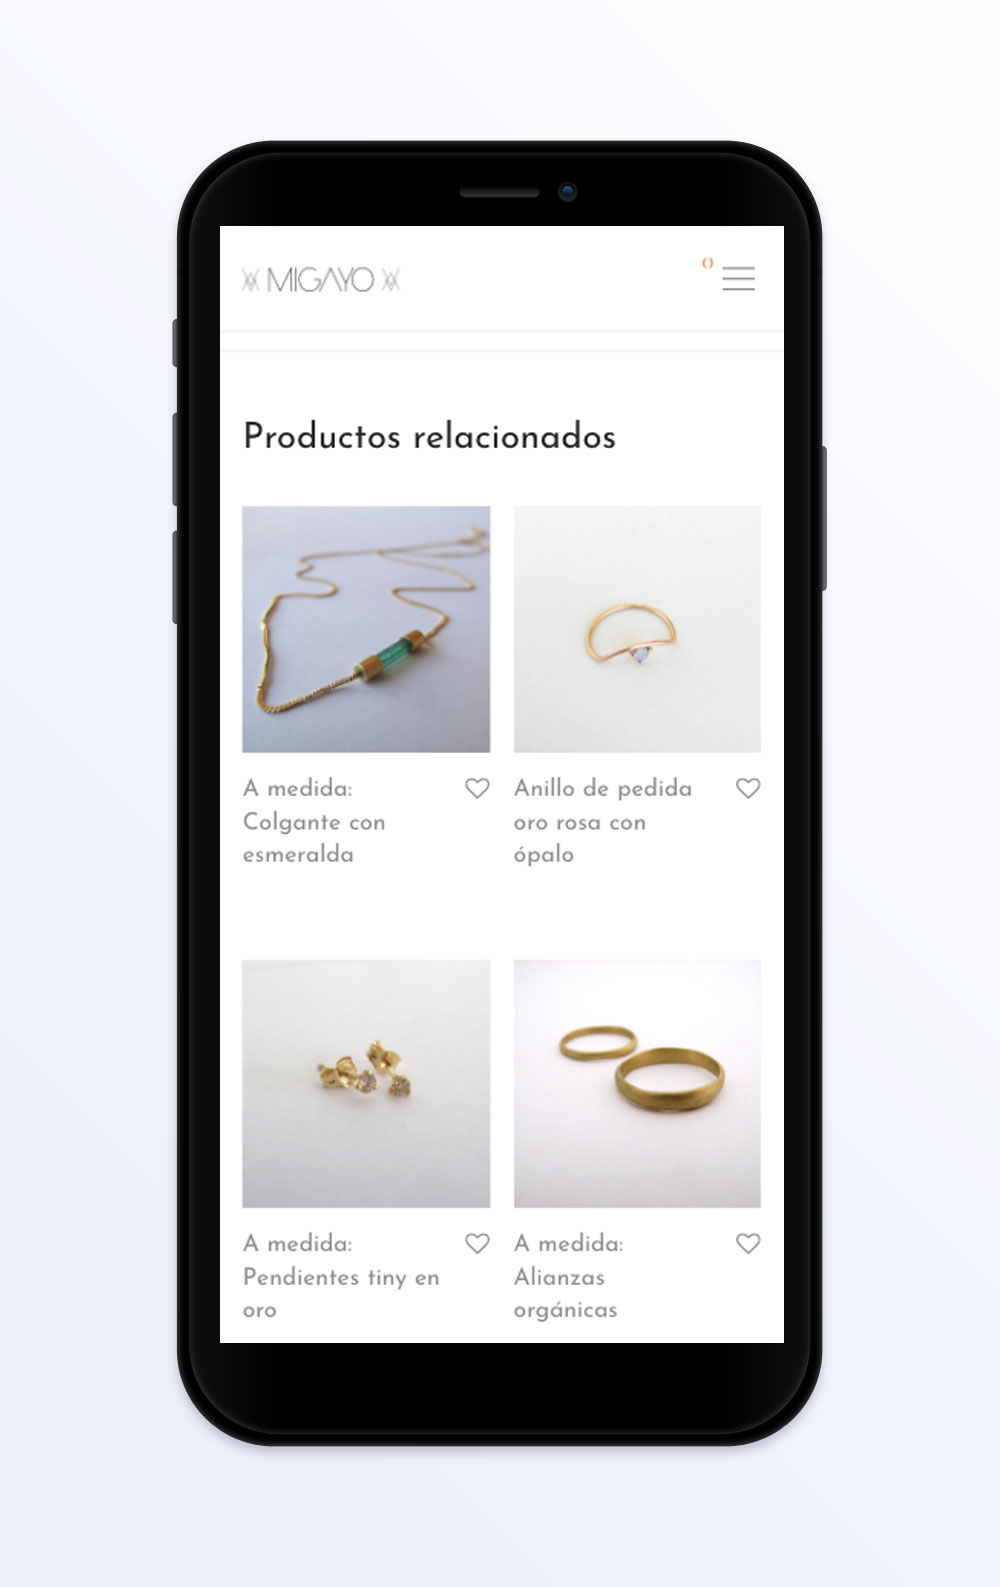 MIGAYO
0
Productos relacionados
A medida:
Colgante con
esmeralda
Anillo de pedida
oro rosa con
ópalo
A medida:
Pendientes tiny en
oro
A medida:
Alianzas
orgánicas